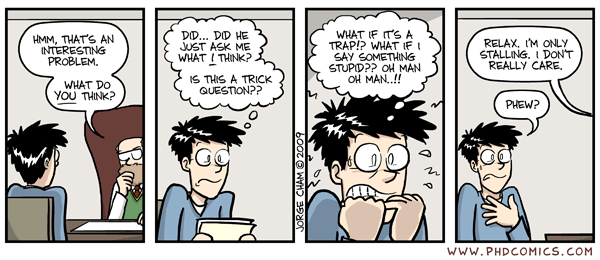 HMM, THAT'S AN
INTERESTING
PROBLEM.
WHAT DO
YOU THINK?
DID... DID HE
JUST ASK ME
WHAT I THINK?
IS THIS A TRICK
QUESTION??
JORGE CHAM © 2009
WHAT IF IT'S A
TRAP!? WHAT IF I
SAY SOMETHING
STUPID?? OH MAN
OH MAN..!!
RELAX. I'M ONLY
STALLING. I DON'T
REALLY CARE.
PHEW?
WWW.PHDCOMICS.COM